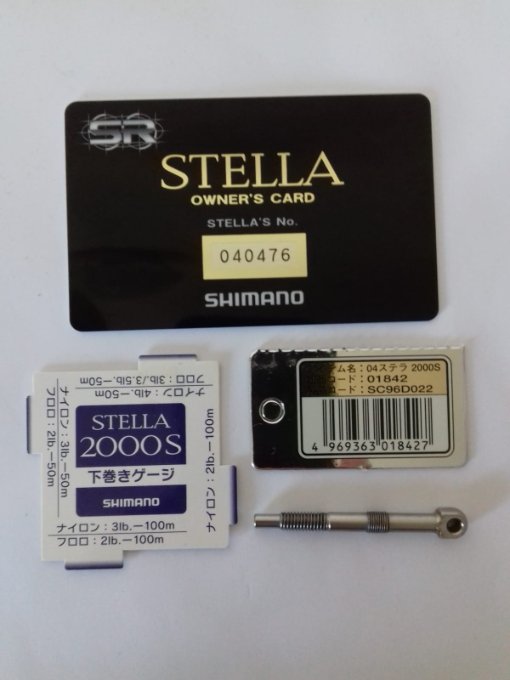 SR
STELLA
OWNER'S CARD
STELLA'S No.
040476
SHIMANO
ナイロン：4lb.―50m
フロロ：3lb./3.5lb.―50m
ナイロン：3lb.―50m
フロロ：2lb.―50m
STELLA
2000S
下巻きゲージ
SHIMANO
ナイロン：2lb.―100m
ナイロン：3lb.―100m
フロロ：2lb.―100m
テム名：04ステラ 2000S
コード：01842
コード：SC96D022
4 969363 018427